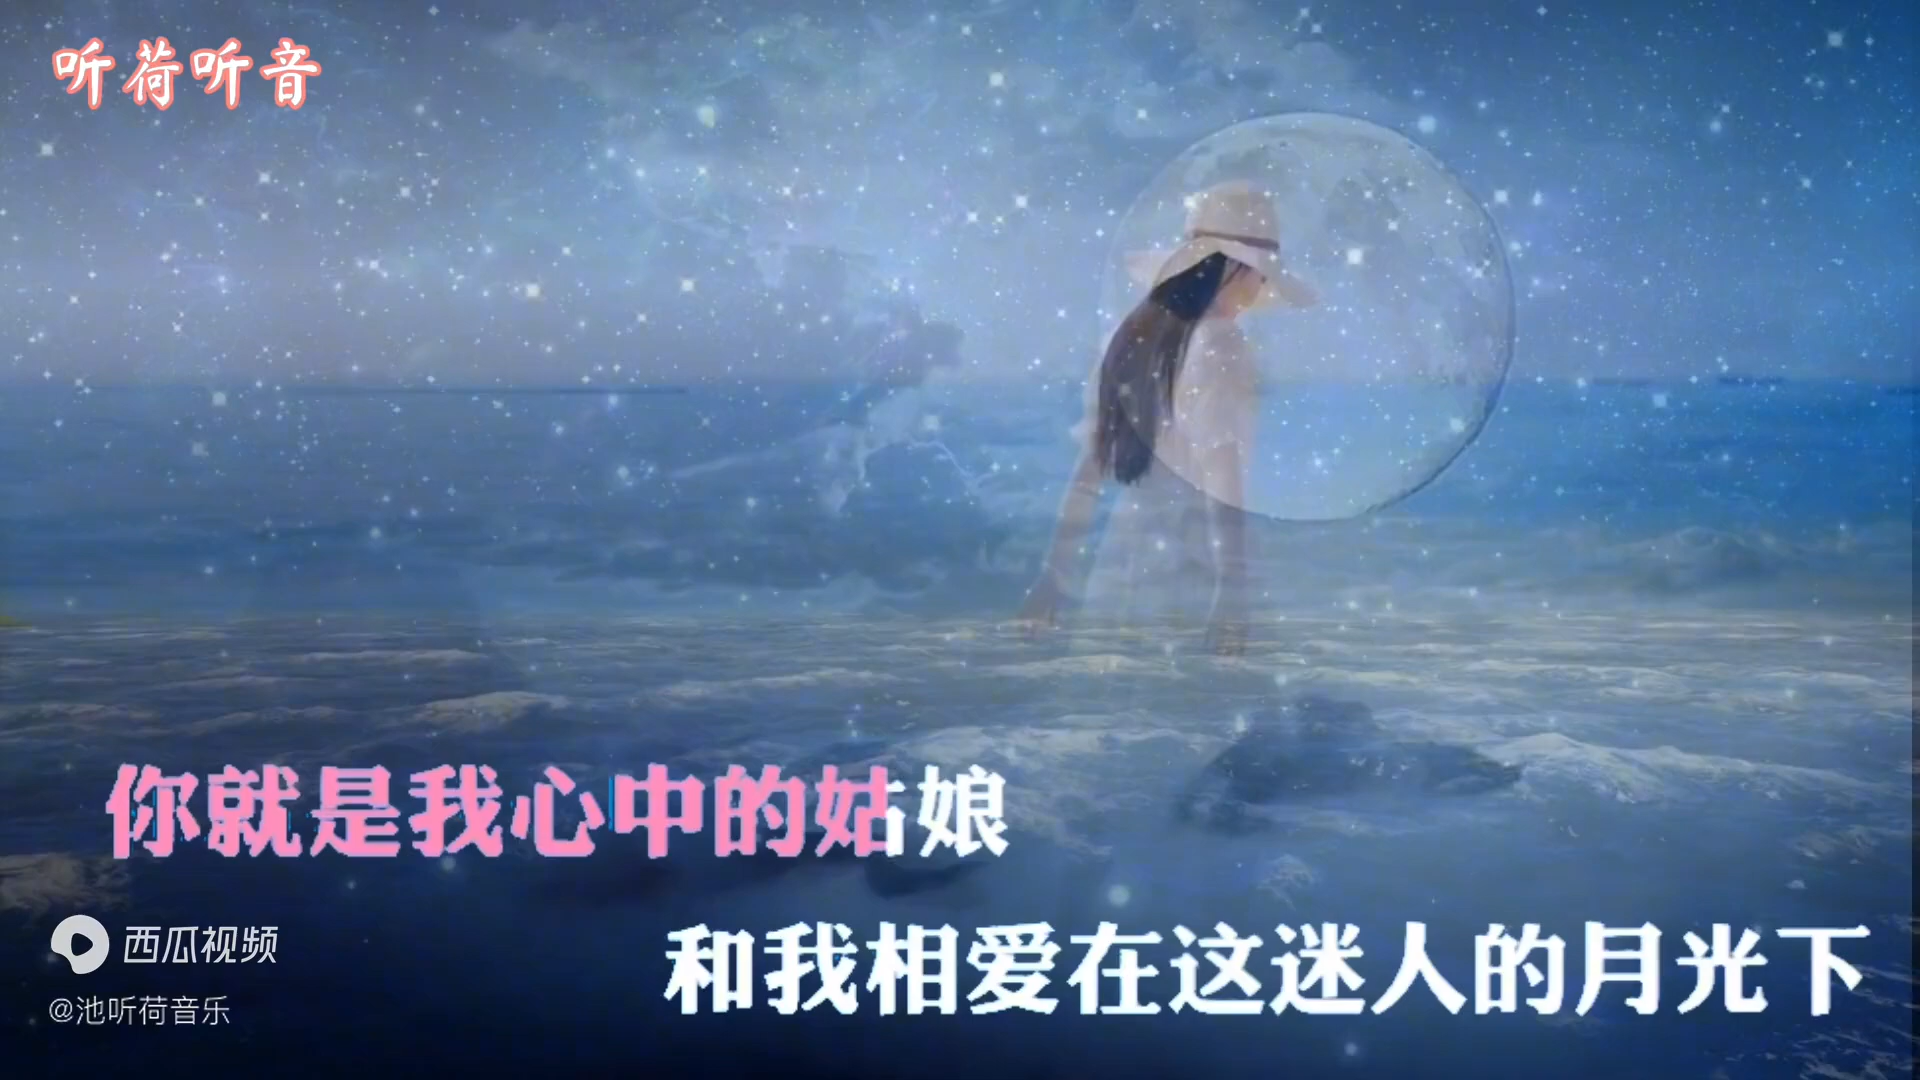 听荷听音
你就是我心中的姑娘
和我相爱在这迷人的月光下
西瓜视频
@池听荷音乐